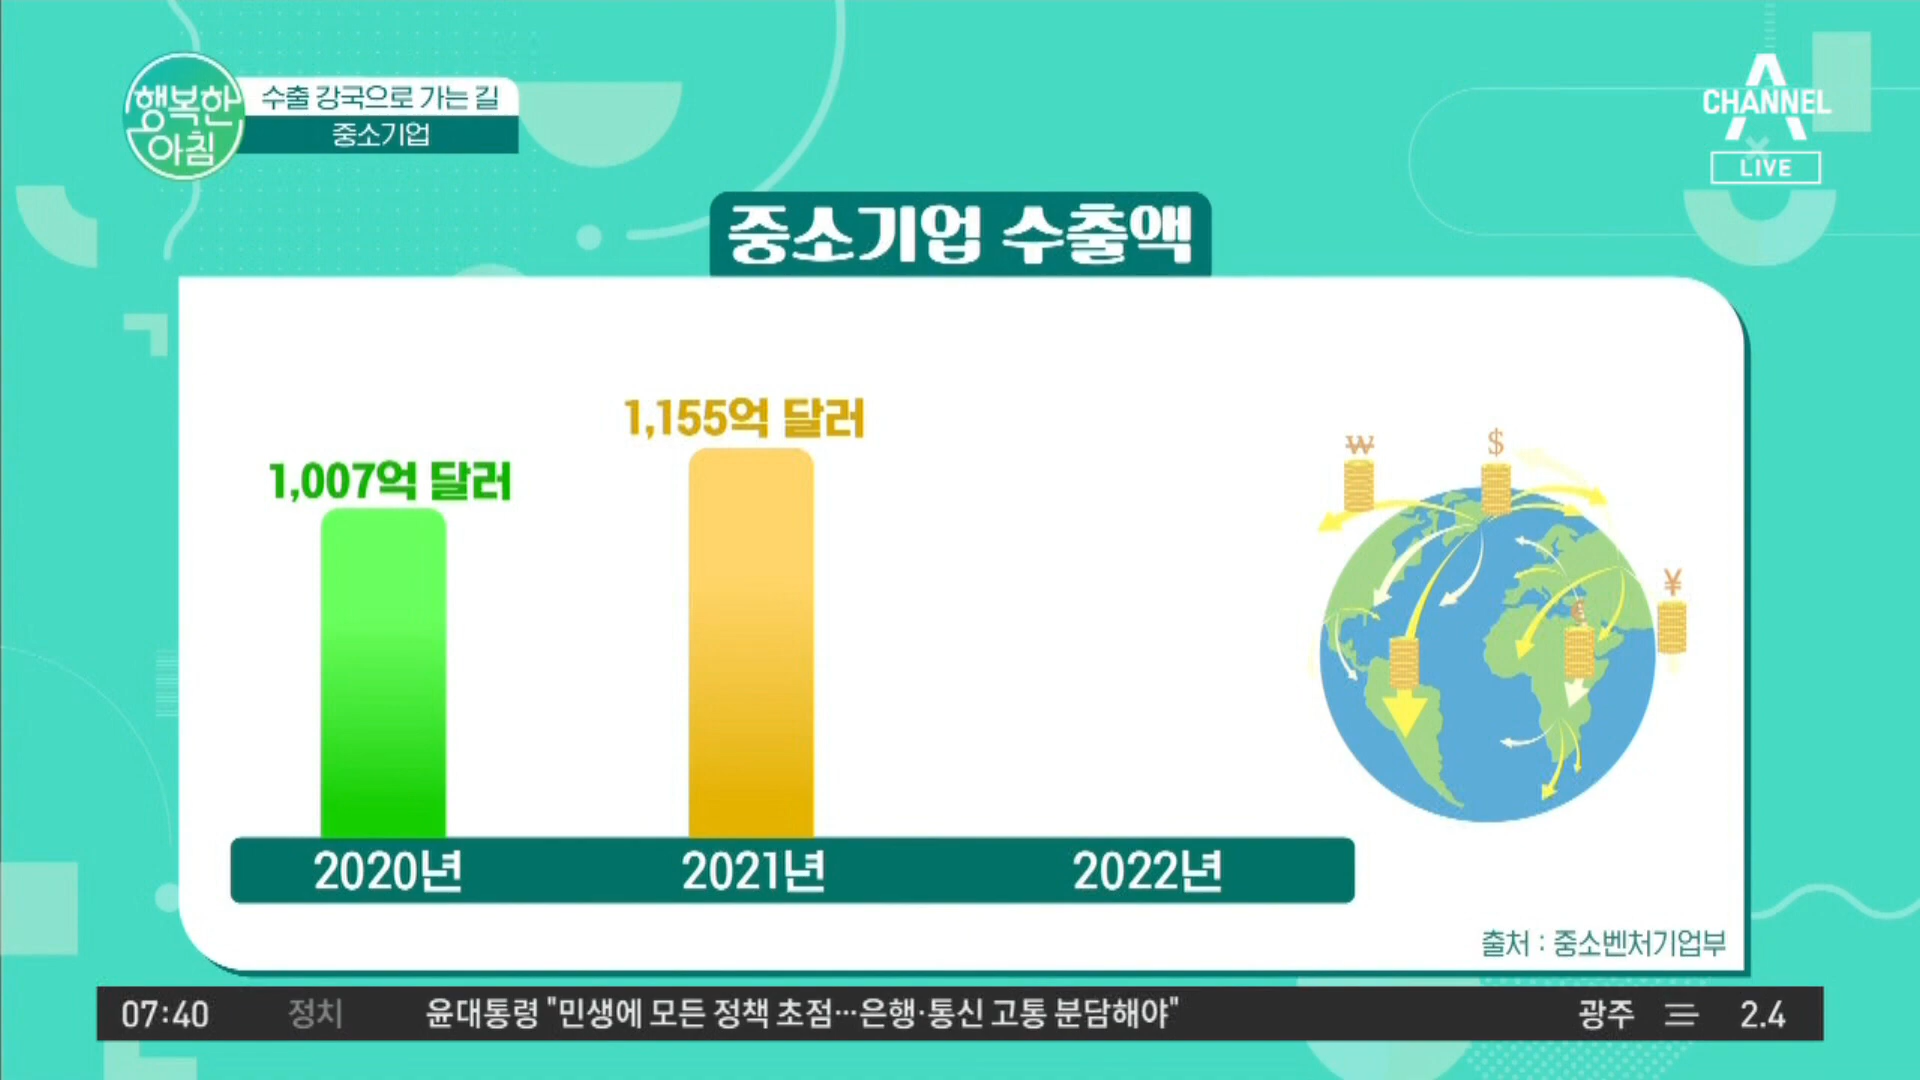 행복한
아침
수출 강국으로 가는 길
중소기업
CHANNEL A
LIVE
중소기업 수출액
1,007억 달러
1,155억 달러
₩
$
¥
€
2020년
2021년
2022년
출처 : 중소벤처기업부
07:40 정치 윤대통령 "민생에 모든 정책 초점…은행·통신 고통 분담해야" 광주 2.4